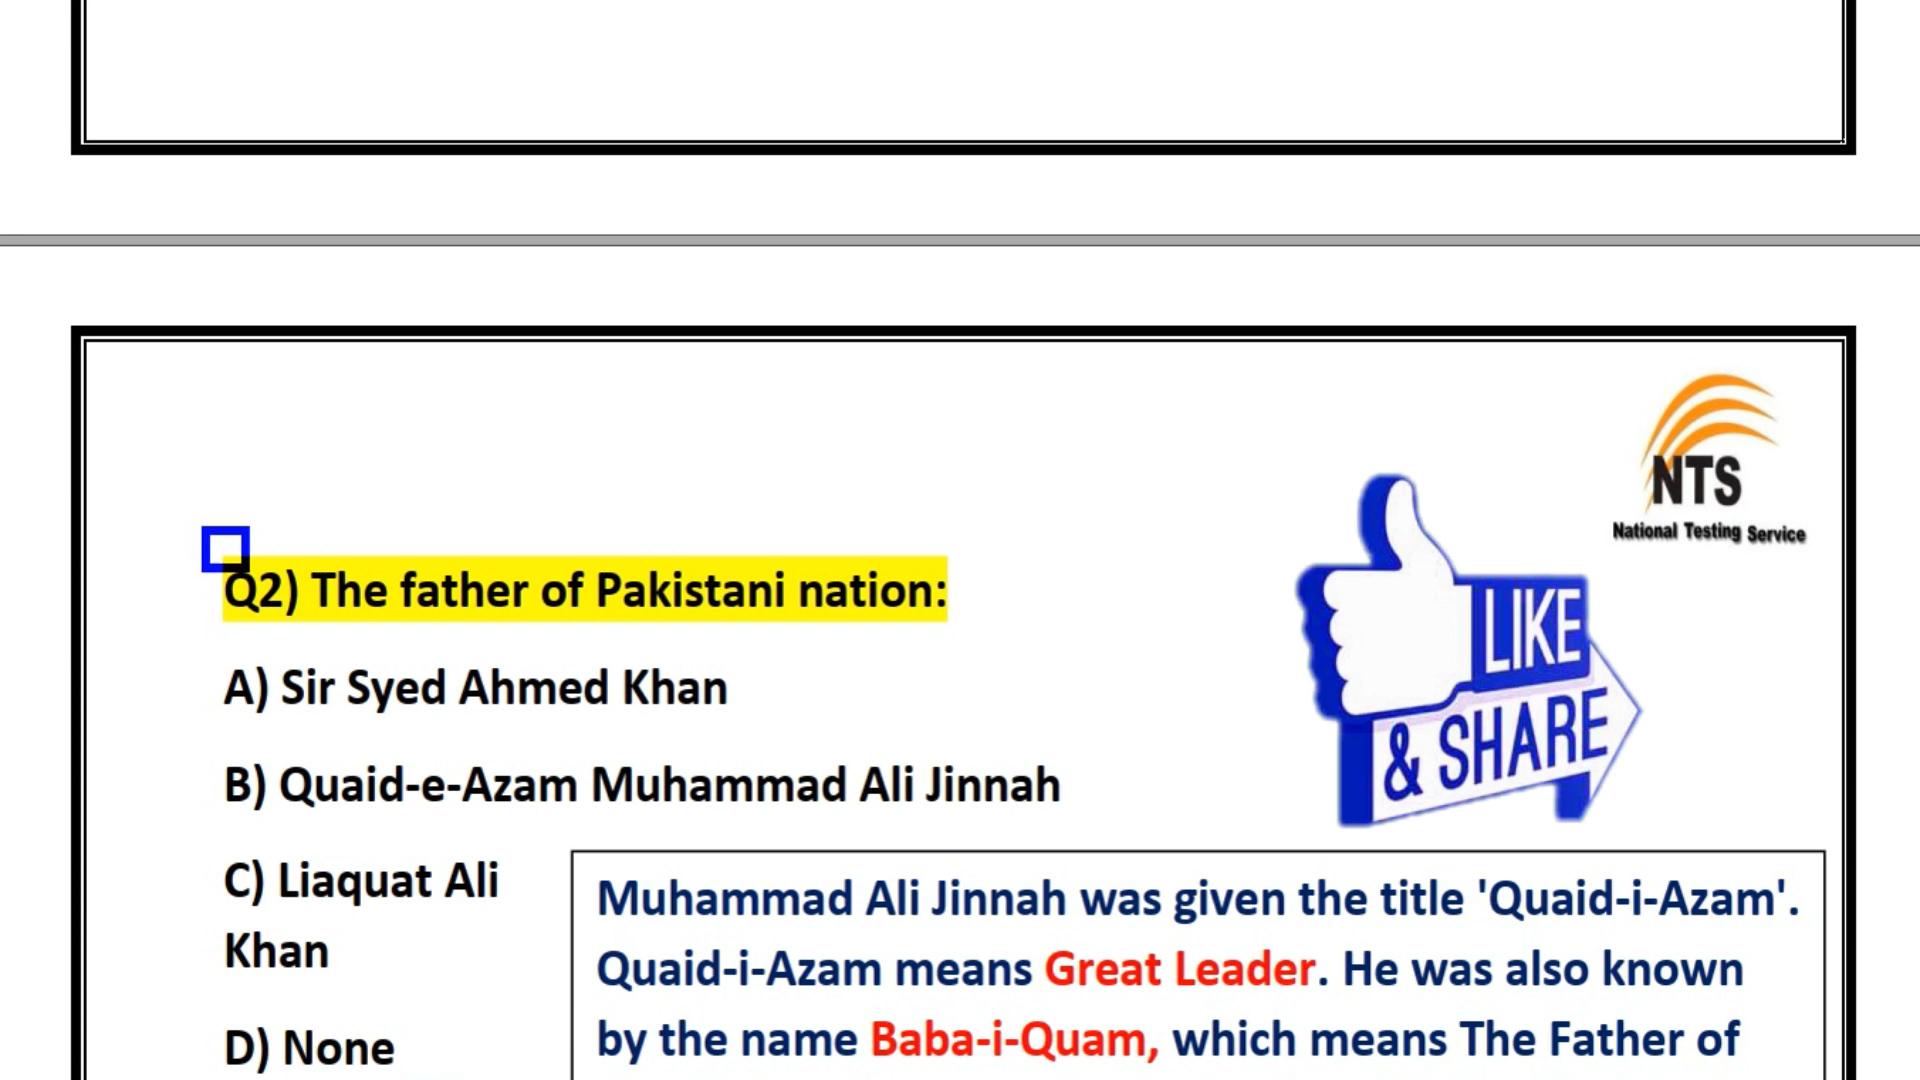 NTS
National Testing Service
Q2) The father of Pakistani nation:
LIKE
& SHARE
A) Sir Syed Ahmed Khan
B) Quaid-e-Azam Muhammad Ali Jinnah
C) Liaquat Ali
Khan
D) None
Muhammad Ali Jinnah was given the title 'Quaid-i-Azam'.
Quaid-i-Azam means Great Leader. He was also known
by the name Baba-i-Quam, which means The Father of